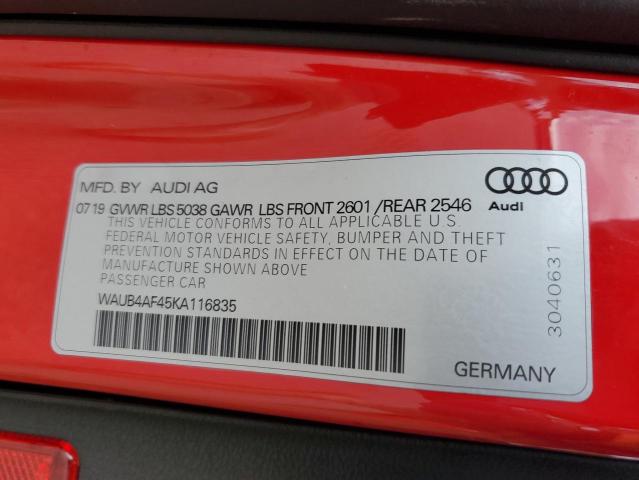 MFD. BY AUDI AG
07 19 GVWR LBS 5038 GAWR LBS FRONT 2601 /REAR 2546
THIS VEHICLE CONFORMS TO ALL APPLICABLE U.S.
FEDERAL MOTOR VEHICLE SAFETY, BUMPER AND THEFT
PREVENTION STANDARDS IN EFFECT ON THE DATE OF
MANUFACTURE SHOWN ABOVE
PASSENGER CAR
WAUB4AF45KA116835
Audi
3040631
GERMANY